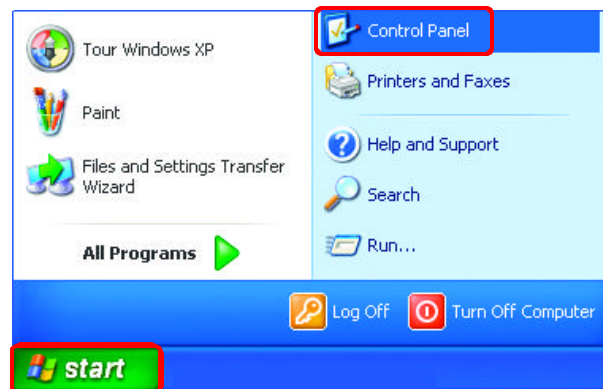 Tour Windows XP
Paint
Files and Settings Transfer
Wizard
All Programs
Control Panel
Printers and Faxes
Help and Support
Search
Run...
Log Off
Turn Off Computer
start